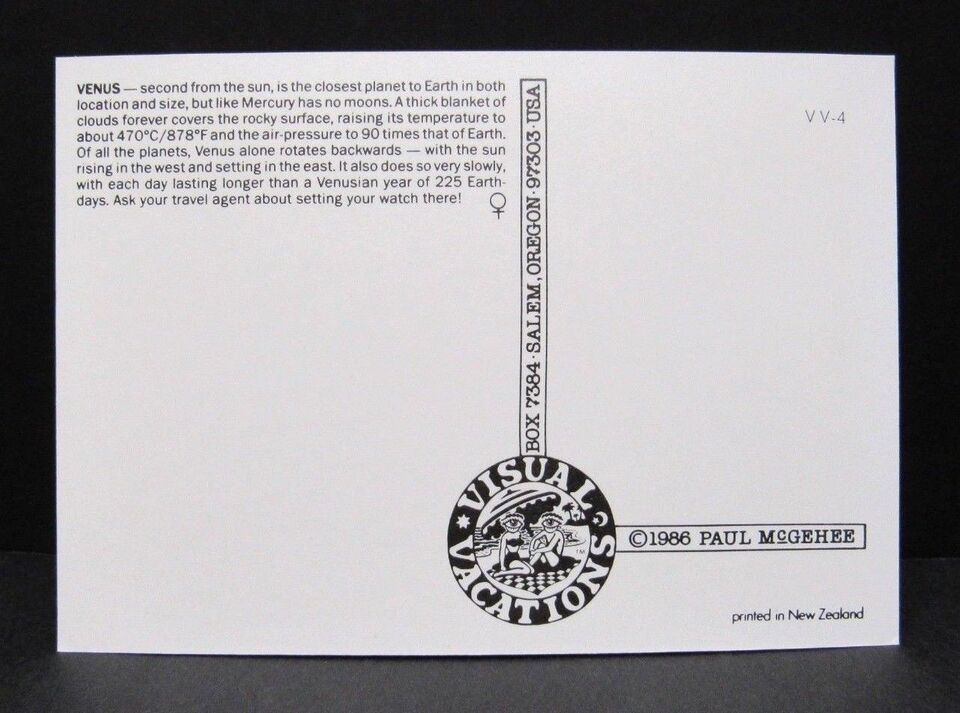 VENUS — second from the sun, is the closest planet to Earth in both
location and size, but like Mercury has no moons. A thick blanket of
clouds forever covers the rocky surface, raising its temperature to
about 470°C/878°F and the air-pressure to 90 times that of Earth.
Of all the planets, Venus alone rotates backwards — with the sun
rising in the west and setting in the east. It also does so very slowly,
with each day lasting longer than a Venusian year of 225 Earth-
days. Ask your travel agent about setting your watch there!
♀
VV-4
BOX 7384 · SALEM, OREGON · 97303 · USA
VISUAL
VACATIONS
TM
©1986 PAUL McGEHEE
printed in New Zealand